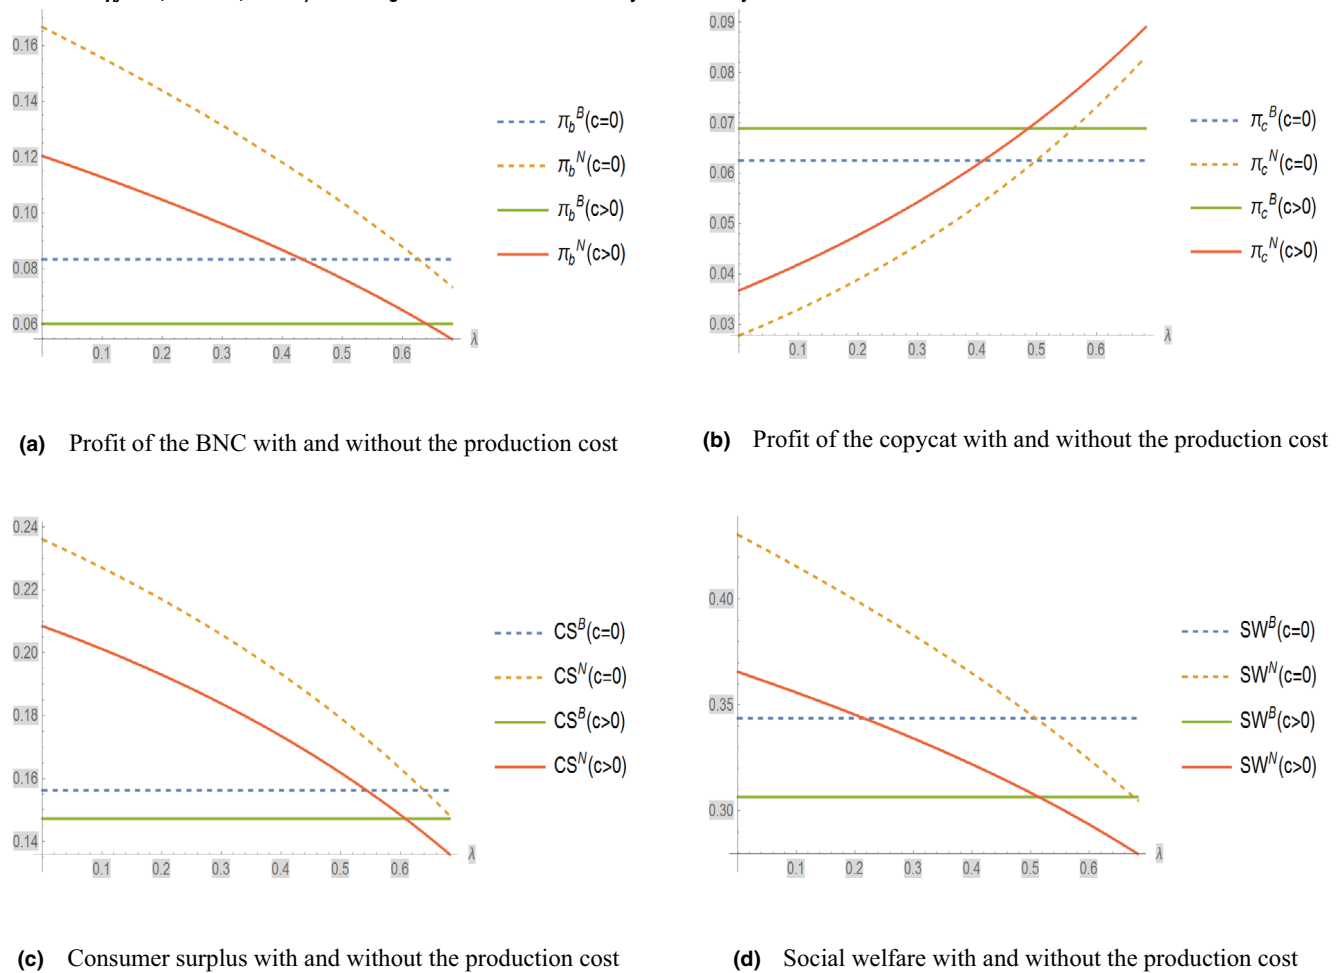 0.16
0.14
0.12
0.10
0.08
0.06
0.1 0.2 0.3 0.4 0.5 0.6 λ
π_b^B(c=0)
π_b^N(c=0)
π_b^B(c>0)
π_b^N(c>0)
(a) Profit of the BNC with and without the production cost
0.09
0.08
0.07
0.06
0.05
0.04
0.03
0.1 0.2 0.3 0.4 0.5 0.6 λ
π_c^B(c=0)
π_c^N(c=0)
π_c^B(c>0)
π_c^N(c>0)
(b) Profit of the copycat with and without the production cost
0.24
0.22
0.20
0.18
0.16
0.14
0.1 0.2 0.3 0.4 0.5 0.6 λ
CS^B(c=0)
CS^N(c=0)
CS^B(c>0)
CS^N(c>0)
(c) Consumer surplus with and without the production cost
0.40
0.35
0.30
0.1 0.2 0.3 0.4 0.5 0.6 λ
SW^B(c=0)
SW^N(c=0)
SW^B(c>0)
SW^N(c>0)
(d) Social welfare with and without the production cost